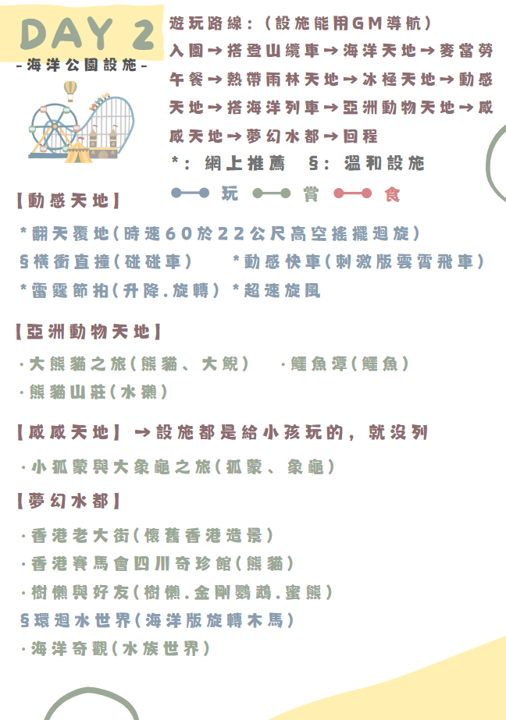 DAY 2
-海洋公園設施-
遊玩路線：(設施能用GM導航)
入園→搭登山纜車→海洋天地→麥當勞
午餐→熱帶雨林天地→冰極天地→動感
天地→搭海洋列車→亞洲動物天地→威
威天地→夢幻水都→回程
*：網上推薦 §：溫和設施
玩 賞 食
【動感天地】
*翻天覆地(時速60於22公尺高空搖擺迴旋)
§橫衝直撞(碰碰車) *動感快車(刺激版雲霄飛車)
*雷霆節拍(升降.旋轉) *超速旋風
【亞洲動物天地】
·大熊貓之旅(熊貓、大鯢) ·鱷魚潭(鱷魚)
·熊貓山莊(水獺)
【威威天地】→設施都是給小孩玩的，就沒列
·小狐蒙與大象龜之旅(狐蒙、象龜)
【夢幻水都】
·香港老大街(懷舊香港造景)
·香港賽馬會四川奇珍館(熊貓)
·樹懶與好友(樹懶.金剛鸚鵡.蜜熊)
§環迴水世界(海洋版旋轉木馬)
·海洋奇觀(水族世界)